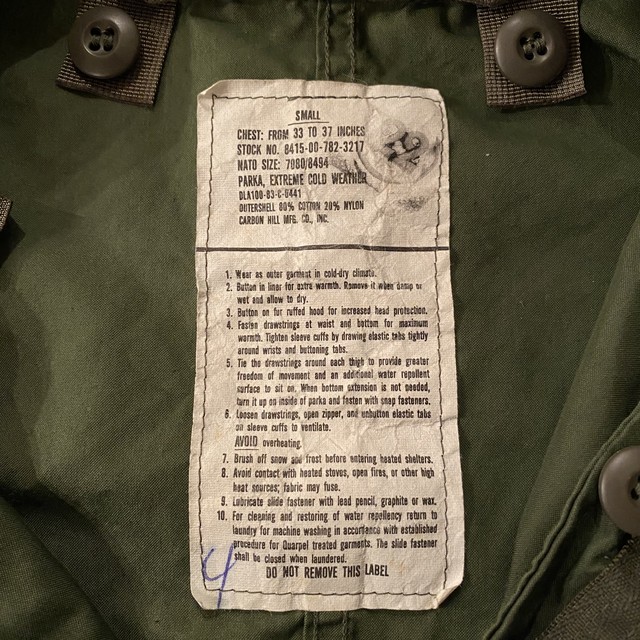 SMALL
CHEST: FROM 33 TO 37 INCHES
STOCK NO. 8415-00-782-3217
NATO SIZE: 7080/8494
PARKA, EXTREME COLD WEATHER
DLA100-83-C-0441
OUTERSHELL 80% COTTON 20% NYLON
CARBON HILL MFG. CO., INC.
1. Wear as outer garment in cold-dry climate.
2. Button in liner for extra warmth. Remove it when damp or
wet and allow to dry.
3. Button on fur ruffed hood for increased head protection.
4. Fasten drawstrings at waist and bottom for maximum
warmth. Tighten sleeve cuffs by drawing elastic tabs tightly
around wrists and buttoning tabs.
5. Tie the drawstrings around each thigh to provide greater
freedom of movement and an additional water repellent
surface to sit on. When bottom extension is not needed,
turn it up on inside of parka and fasten with snap fasteners.
6. Loosen drawstrings, open zipper, and unbutton elastic tabs
on sleeve cuffs to ventilate.
AVOID overheating.
7. Brush off snow and frost before entering heated shelters.
8. Avoid contact with heated stoves, open fires, or other high
heat sources; fabric may fuse.
9. Lubricate slide fastener with lead pencil, graphite or wax.
10. For cleaning and restoring of water repellency return to
laundry for machine washing in accordance with established
procedure for Quarpel treated garments. The slide fastener
shall be closed when laundered.
DO NOT REMOVE THIS LABEL
4